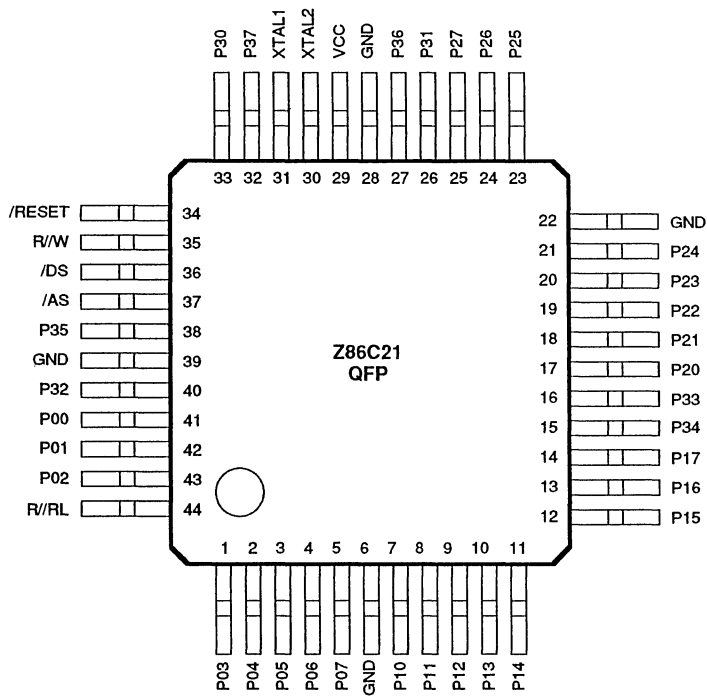 P30 P37 XTAL1 XTAL2 VCC GND P36 P31 P27 P26 P25
33 32 31 30 29 28 27 26 25 24 23
/RESET 34
R//W 35
/DS 36
/AS 37
P35 38
GND 39
P32 40
P00 41
P01 42
P02 43
R//RL 44
Z86C21
QFP
22 GND
21 P24
20 P23
19 P22
18 P21
17 P20
16 P33
15 P34
14 P17
13 P16
12 P15
1 2 3 4 5 6 7 8 9 10 11
P03 P04 P05 P06 P07 GND P10 P11 P12 P13 P14